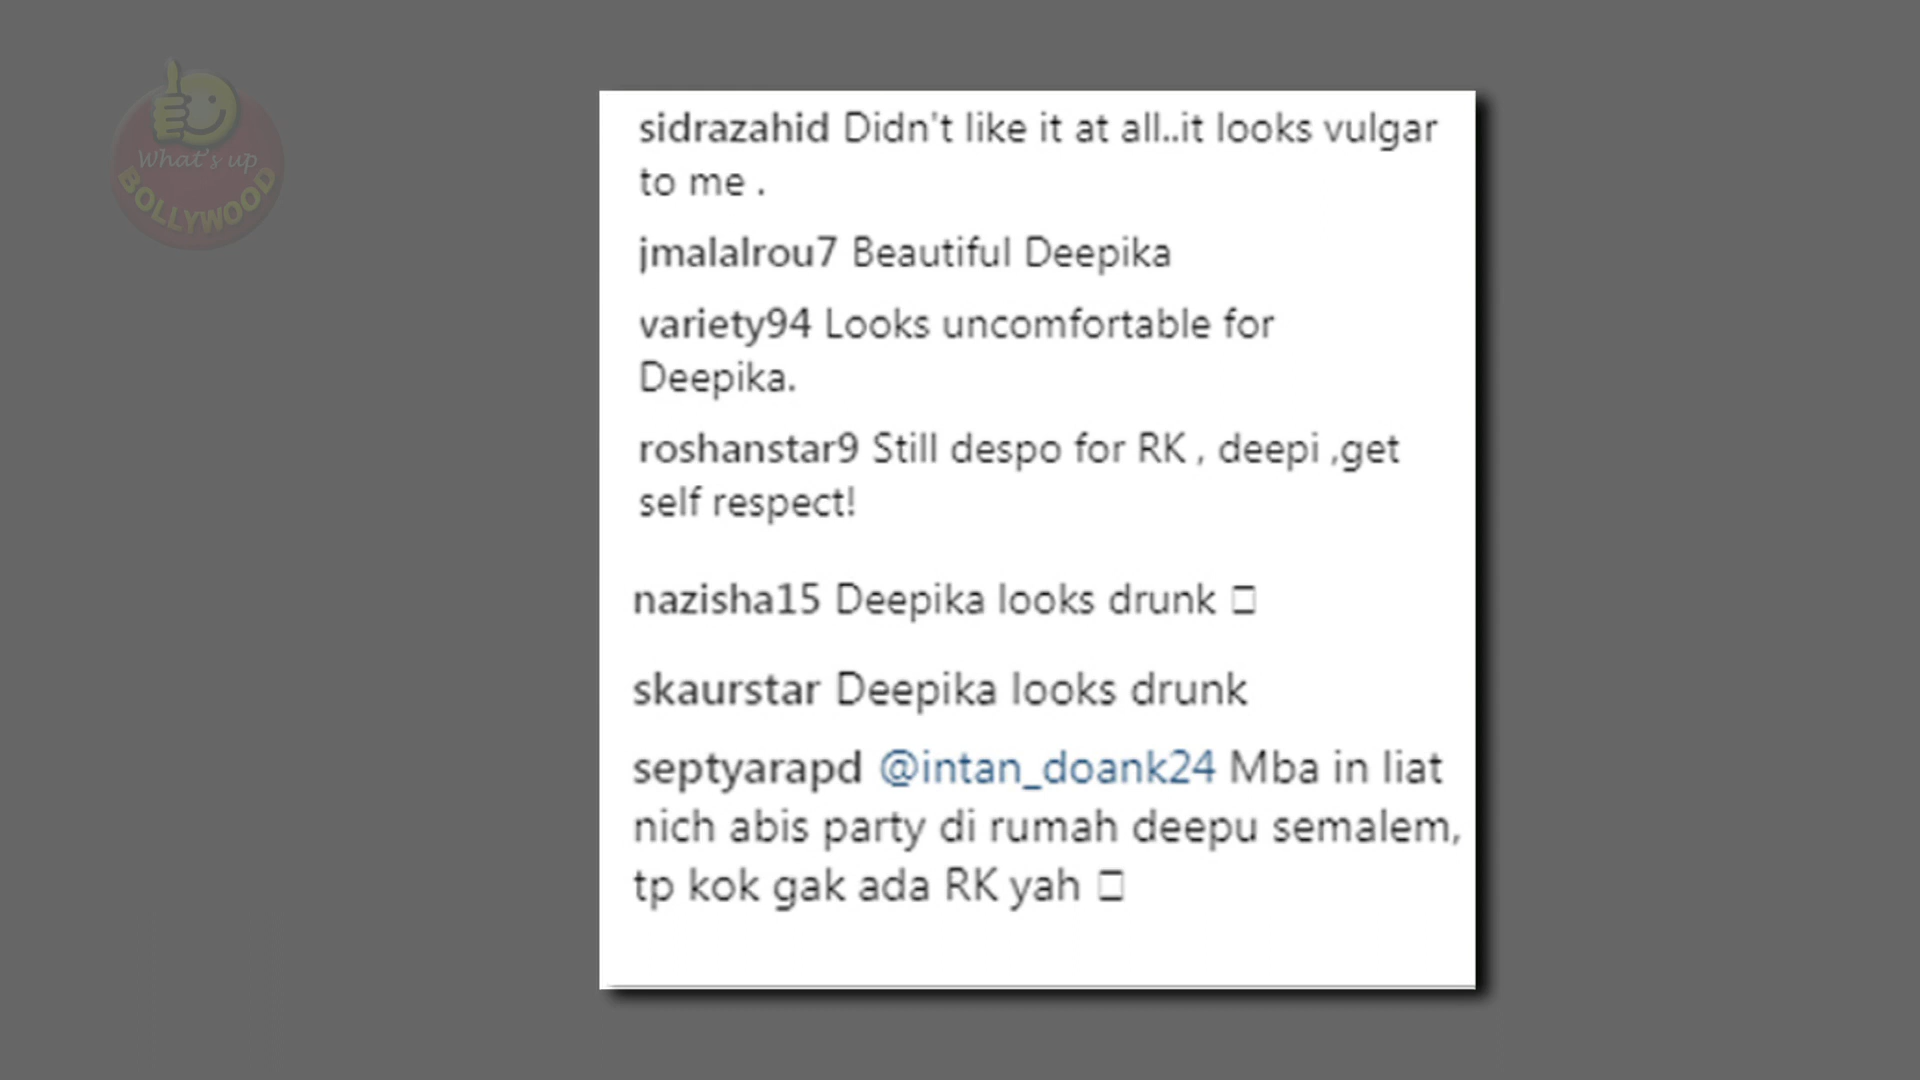 What's up
BOLLYWOOD
sidrazahid Didn't like it at all..it looks vulgar
to me .
jmalalrou7 Beautiful Deepika
variety94 Looks uncomfortable for
Deepika.
roshanstar9 Still despo for RK , deepi ,get
self respect!
nazisha15 Deepika looks drunk
skaurstar Deepika looks drunk
septyarapd @intan_doank24 Mba in liat
nich abis party di rumah deepu semalem,
tp kok gak ada RK yah